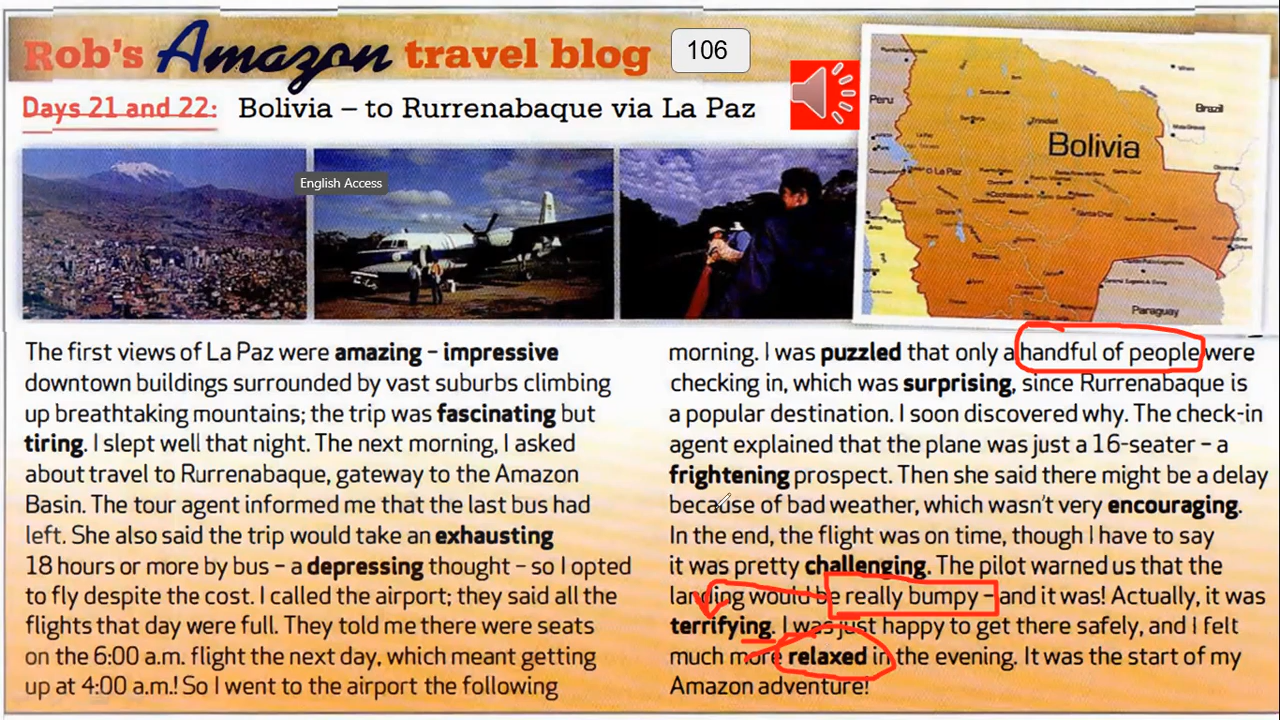 Rob's Amazon travel blog
106
Days 21 and 22: Bolivia – to Rurrenabaque via La Paz
English Access
Peru
Brazil
Bolivia
Trinidad
La Paz
Paraguay
The first views of La Paz were amazing – impressive
downtown buildings surrounded by vast suburbs climbing
up breathtaking mountains; the trip was fascinating but
tiring. I slept well that night. The next morning, I asked
about travel to Rurrenabaque, gateway to the Amazon
Basin. The tour agent informed me that the last bus had
left. She also said the trip would take an exhausting
18 hours or more by bus – a depressing thought – so I opted
to fly despite the cost. I called the airport; they said all the
flights that day were full. They told me there were seats
on the 6:00 a.m. flight the next day, which meant getting
up at 4:00 a.m.! So I went to the airport the following
morning. I was puzzled that only a handful of people were
checking in, which was surprising, since Rurrenabaque is
a popular destination. I soon discovered why. The check-in
agent explained that the plane was just a 16-seater – a
frightening prospect. Then she said there might be a delay
because of bad weather, which wasn't very encouraging.
In the end, the flight was on time, though I have to say
it was pretty challenging. The pilot warned us that the
landing would be really bumpy – and it was! Actually, it was
terrifying. I was just happy to get there safely, and I felt
much more relaxed in the evening. It was the start of my
Amazon adventure!